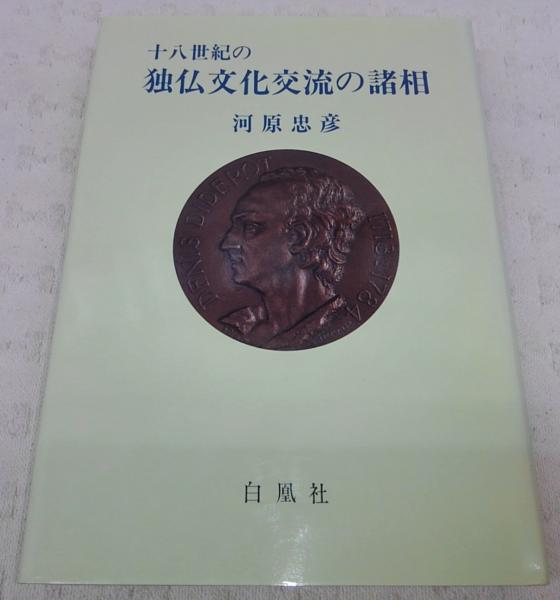 十八世紀の
独仏文化交流の諸相
河原忠彦
DENIS DIDEROT
1713-1784
白凰社